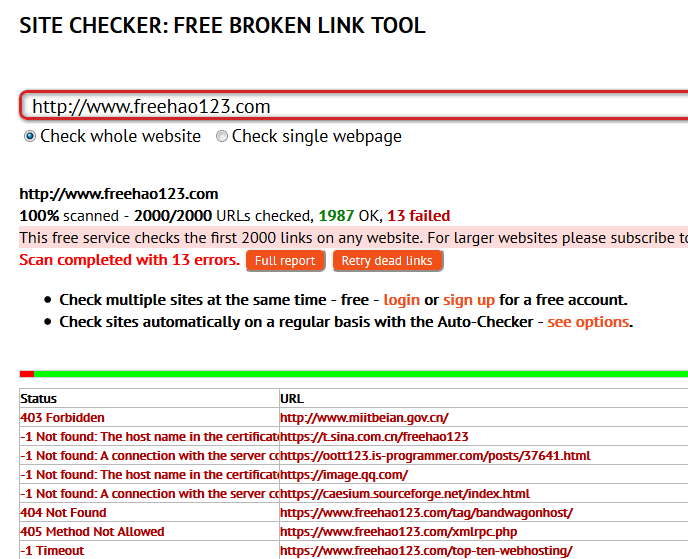 SITE CHECKER: FREE BROKEN LINK TOOL
http://www.freehao123.com
Check whole website Check single webpage
http://www.freehao123.com
100% scanned - 2000/2000 URLs checked, 1987 OK, 13 failed
This free service checks the first 2000 links on any website. For larger websites please subscribe to
Scan completed with 13 errors. Full report Retry dead links
• Check multiple sites at the same time - free - login or sign up for a free account.
• Check sites automatically on a regular basis with the Auto-Checker - see options.
Status URL
403 Forbidden http://www.miitbeian.gov.cn/
-1 Not found: The host name in the certificate https://t.sina.com.cn/freehao123
-1 Not found: A connection with the server co https://oott123.is-programmer.com/posts/37641.html
-1 Not found: The host name in the certificate https://image.qq.com/
-1 Not found: A connection with the server co https://caesium.sourceforge.net/index.html
404 Not Found https://www.freehao123.com/tag/bandwagonhost/
405 Method Not Allowed https://www.freehao123.com/xmlrpc.php
-1 Timeout https://www.freehao123.com/top-ten-webhosting/